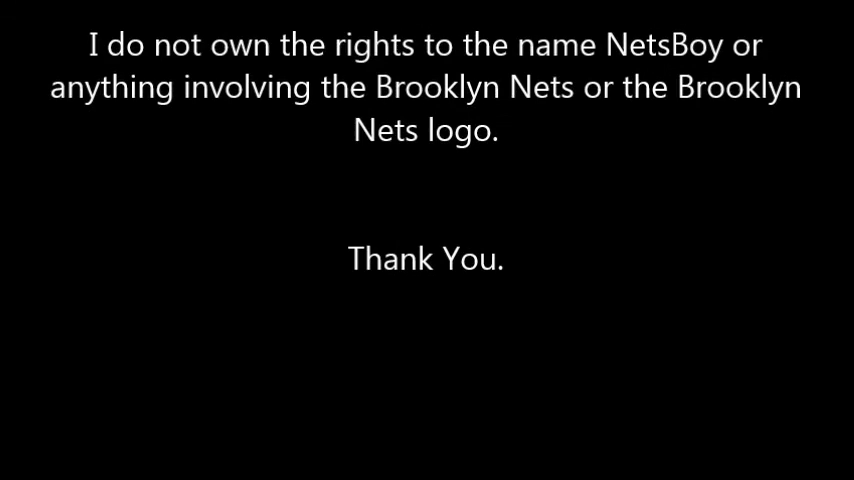 I do not own the rights to the name NetsBoy or
anything involving the Brooklyn Nets or the Brooklyn
Nets logo.
Thank You.